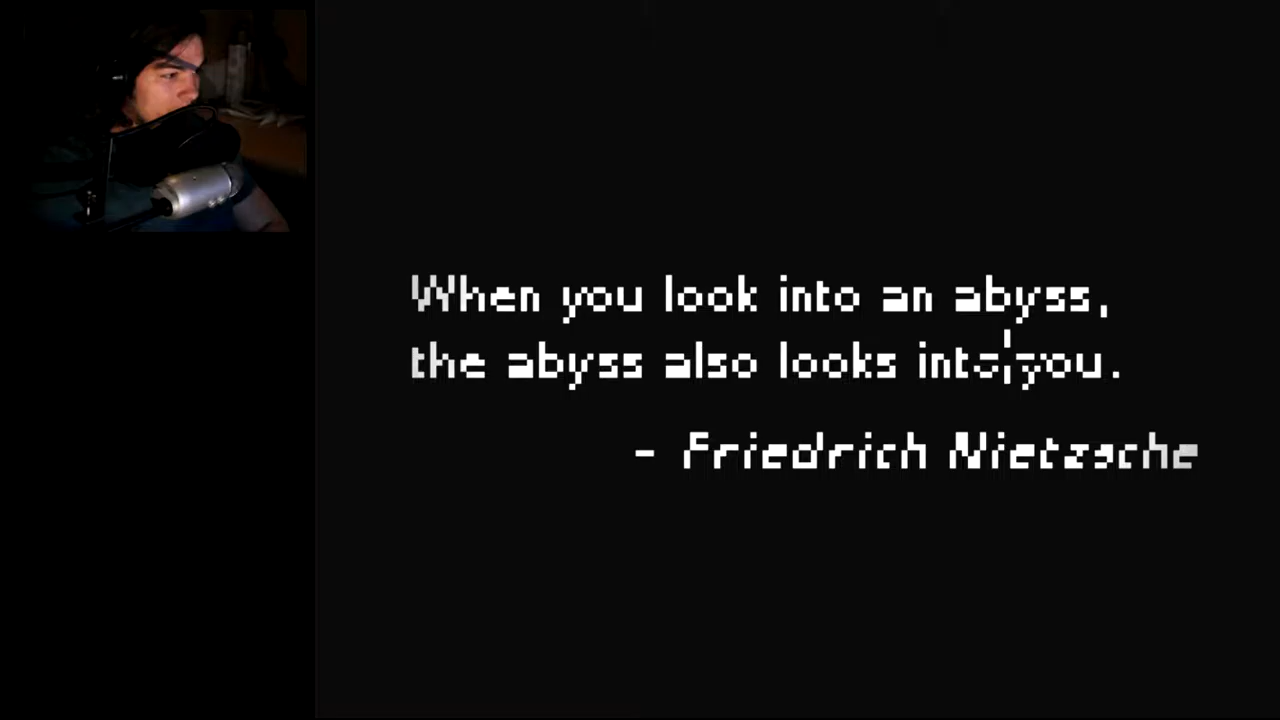 When you look into an abyss,
the abyss also looks into you.
- Friedrich Nietzsche